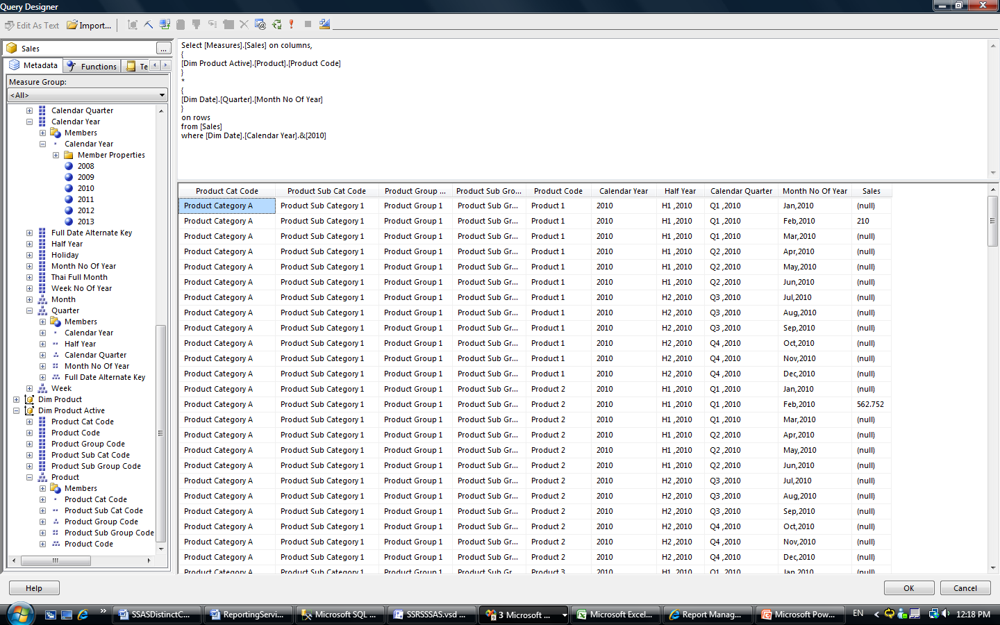 Query Designer
Edit As Text Import...
Sales ...
Metadata Functions Te
Measure Group:
<All>
Calendar Quarter
Calendar Year
Members
Calendar Year
Member Properties
2008
2009
2010
2011
2012
2013
Full Date Alternate Key
Half Year
Holiday
Month No Of Year
Thai Full Month
Week No Of Year
Month
Quarter
Members
Calendar Year
Half Year
Calendar Quarter
Month No Of Year
Full Date Alternate Key
Week
Dim Product
Dim Product Active
Product Cat Code
Product Code
Product Group Code
Product Sub Cat Code
Product Sub Group Code
Product
Members
Product Cat Code
Product Sub Cat Code
Product Group Code
Product Sub Group Code
Product Code
Select [Measures].[Sales] on columns,
{
[Dim Product Active].[Product].[Product Code]
}
*
{
[Dim Date].[Quarter].[Month No Of Year]
}
on rows
from [Sales]
where [Dim Date].[Calendar Year].&[2010]
Product Cat Code Product Sub Cat Code Product Group ... Product Sub Gro... Product Code Calendar Year Half Year Calendar Quarter Month No Of Year Sales
Product Category A Product Sub Category 1 Product Group 1 Product Sub Gr... Product 1 2010 H1 ,2010 Q1 ,2010 Jan,2010 (null)
Product Category A Product Sub Category 1 Product Group 1 Product Sub Gr... Product 1 2010 H1 ,2010 Q1 ,2010 Feb,2010 210
Product Category A Product Sub Category 1 Product Group 1 Product Sub Gr... Product 1 2010 H1 ,2010 Q1 ,2010 Mar,2010 (null)
Product Category A Product Sub Category 1 Product Group 1 Product Sub Gr... Product 1 2010 H1 ,2010 Q2 ,2010 Apr,2010 (null)
Product Category A Product Sub Category 1 Product Group 1 Product Sub Gr... Product 1 2010 H1 ,2010 Q2 ,2010 May,2010 (null)
Product Category A Product Sub Category 1 Product Group 1 Product Sub Gr... Product 1 2010 H1 ,2010 Q2 ,2010 Jun,2010 (null)
Product Category A Product Sub Category 1 Product Group 1 Product Sub Gr... Product 1 2010 H2 ,2010 Q3 ,2010 Jul,2010 (null)
Product Category A Product Sub Category 1 Product Group 1 Product Sub Gr... Product 1 2010 H2 ,2010 Q3 ,2010 Aug,2010 (null)
Product Category A Product Sub Category 1 Product Group 1 Product Sub Gr... Product 1 2010 H2 ,2010 Q3 ,2010 Sep,2010 (null)
Product Category A Product Sub Category 1 Product Group 1 Product Sub Gr... Product 1 2010 H2 ,2010 Q4 ,2010 Oct,2010 (null)
Product Category A Product Sub Category 1 Product Group 1 Product Sub Gr... Product 1 2010 H2 ,2010 Q4 ,2010 Nov,2010 (null)
Product Category A Product Sub Category 1 Product Group 1 Product Sub Gr... Product 1 2010 H2 ,2010 Q4 ,2010 Dec,2010 (null)
Product Category A Product Sub Category 1 Product Group 1 Product Sub Gr... Product 2 2010 H1 ,2010 Q1 ,2010 Jan,2010 (null)
Product Category A Product Sub Category 1 Product Group 1 Product Sub Gr... Product 2 2010 H1 ,2010 Q1 ,2010 Feb,2010 562.752
Product Category A Product Sub Category 1 Product Group 1 Product Sub Gr... Product 2 2010 H1 ,2010 Q1 ,2010 Mar,2010 (null)
Product Category A Product Sub Category 1 Product Group 1 Product Sub Gr... Product 2 2010 H1 ,2010 Q2 ,2010 Apr,2010 (null)
Product Category A Product Sub Category 1 Product Group 1 Product Sub Gr... Product 2 2010 H1 ,2010 Q2 ,2010 May,2010 (null)
Product Category A Product Sub Category 1 Product Group 1 Product Sub Gr... Product 2 2010 H1 ,2010 Q2 ,2010 Jun,2010 (null)
Product Category A Product Sub Category 1 Product Group 1 Product Sub Gr... Product 2 2010 H2 ,2010 Q3 ,2010 Jul,2010 (null)
Product Category A Product Sub Category 1 Product Group 1 Product Sub Gr... Product 2 2010 H2 ,2010 Q3 ,2010 Aug,2010 (null)
Product Category A Product Sub Category 1 Product Group 1 Product Sub Gr... Product 2 2010 H2 ,2010 Q3 ,2010 Sep,2010 (null)
Product Category A Product Sub Category 1 Product Group 1 Product Sub Gr... Product 2 2010 H2 ,2010 Q4 ,2010 Oct,2010 (null)
Product Category A Product Sub Category 1 Product Group 1 Product Sub Gr... Product 2 2010 H2 ,2010 Q4 ,2010 Nov,2010 (null)
Product Category A Product Sub Category 1 Product Group 1 Product Sub Gr... Product 2 2010 H2 ,2010 Q4 ,2010 Dec,2010 (null)
Product Category A Product Sub Category 1 Product Group 1 Product Sub Gr... Product 3 2010 H1 ,2010 Q1 ,2010 Jan,2010 (null)
Help OK Cancel
SSASDistinctC... ReportingServi... Microsoft SQL ... SSRSSSAS.vsd ... 3 Microsoft ... Microsoft Excel... Report Manag... Microsoft Pow... EN 12:18 PM